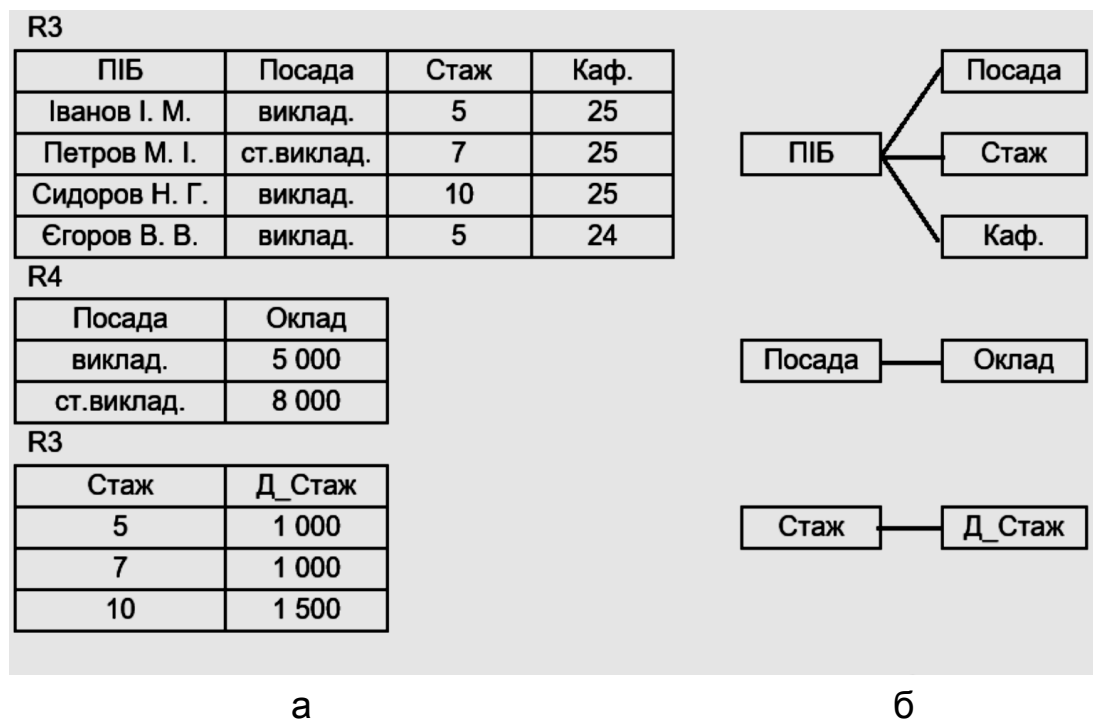 R3
ПІБ Посада Стаж Каф.
Іванов І. М. виклад. 5 25
Петров М. І. ст.виклад. 7 25
Сидоров Н. Г. виклад. 10 25
Єгоров В. В. виклад. 5 24
R4
Посада Оклад
виклад. 5 000
ст.виклад. 8 000
R3
Стаж Д_Стаж
5 1 000
7 1 000
10 1 500
а
Посада
ПІБ Стаж
Каф.
Посада Оклад
Стаж Д_Стаж
б